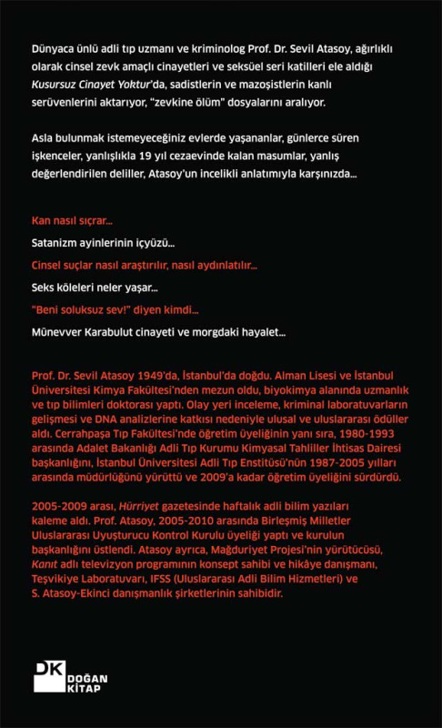 Dünyaca ünlü adli tıp uzmanı ve kriminolog Prof. Dr. Sevil Atasoy, ağırlıklı
olarak cinsel zevk amaçlı cinayetleri ve seksüel seri katilleri ele aldığı
Kusursuz Cinayet Yoktur'da, sadistlerin ve mazoşistlerin kanlı
serüvenlerini aktarıyor, "zevkine ölüm" dosyalarını aralıyor.
Asla bulunmak istemeyeceğiniz evlerde yaşananlar, günlerce süren
işkenceler, yanlışlıkla 19 yıl cezaevinde kalan masumlar, yanlış
değerlendirilen deliller, Atasoy'un incelikli anlatımıyla karşınızda...
Kan nasıl sıçrar...
Satanizm ayinlerinin içyüzü...
Cinsel suçlar nasıl araştırılır, nasıl aydınlatılır...
Seks köleleri neler yaşar...
"Beni soluksuz sev!" diyen kimdi...
Münevver Karabulut cinayeti ve morgdaki hayalet...
Prof. Dr. Sevil Atasoy 1949'da, İstanbul'da doğdu. Alman Lisesi ve İstanbul
Üniversitesi Kimya Fakültesi'nden mezun oldu, biyokimya alanında uzmanlık
ve tıp bilimleri doktorası yaptı. Olay yeri inceleme, kriminal laboratuvarların
gelişmesi ve DNA analizlerine katkısı nedeniyle ulusal ve uluslararası ödüller
aldı. Cerrahpaşa Tıp Fakültesi'nde öğretim üyeliğinin yanı sıra, 1980-1993
arasında Adalet Bakanlığı Adli Tıp Kurumu Kimyasal Tahliller İhtisas Dairesi
başkanlığını, İstanbul Üniversitesi Adli Tıp Enstitüsü'nün 1987-2005 yılları
arasında müdürlüğünü yürüttü ve 2009'a kadar öğretim üyeliğini sürdürdü.
2005-2009 arası, Hürriyet gazetesinde haftalık adli bilim yazıları
kaleme aldı. Prof. Atasoy, 2005-2010 arasında Birleşmiş Milletler
Uluslararası Uyuşturucu Kontrol Kurulu üyeliği yaptı ve kurulun
başkanlığını üstlendi. Atasoy ayrıca, Mağduriyet Projesi'nin yürütücüsü,
Kanıt adlı televizyon programının konsept sahibi ve hikâye danışmanı,
Teşvikiye Laboratuvarı, IFSS (Uluslararası Adli Bilim Hizmetleri) ve
S. Atasoy-Ekinci danışmanlık şirketlerinin sahibidir.
DK
DOĞAN
KİTAP